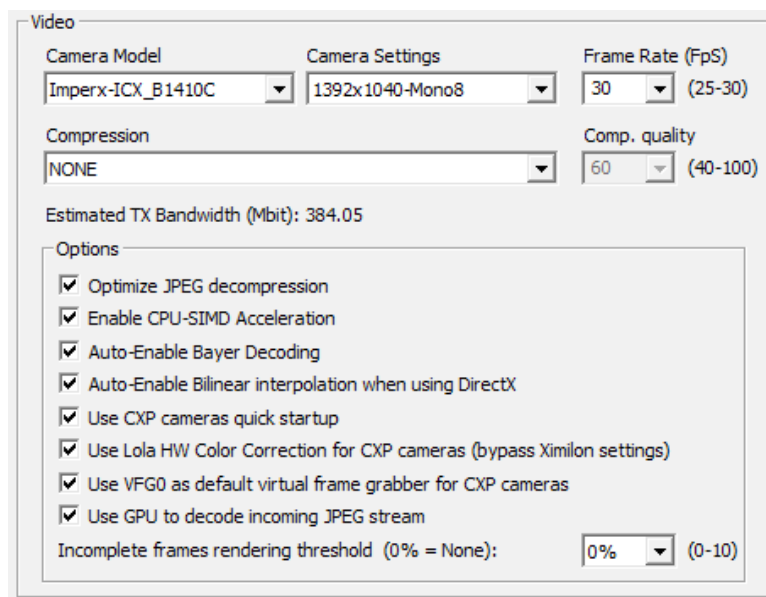 Video
Camera Model Camera Settings Frame Rate (FpS)
Imperx-ICX_B1410C 1392x1040-Mono8 30 (25-30)
Compression Comp. quality
NONE 60 (40-100)
Estimated TX Bandwidth (Mbit): 384.05
Options
Optimize JPEG decompression
Enable CPU-SIMD Acceleration
Auto-Enable Bayer Decoding
Auto-Enable Bilinear interpolation when using DirectX
Use CXP cameras quick startup
Use Lola HW Color Correction for CXP cameras (bypass Ximilon settings)
Use VFG0 as default virtual frame grabber for CXP cameras
Use GPU to decode incoming JPEG stream
Incomplete frames rendering threshold (0% = None): 0% (0-10)